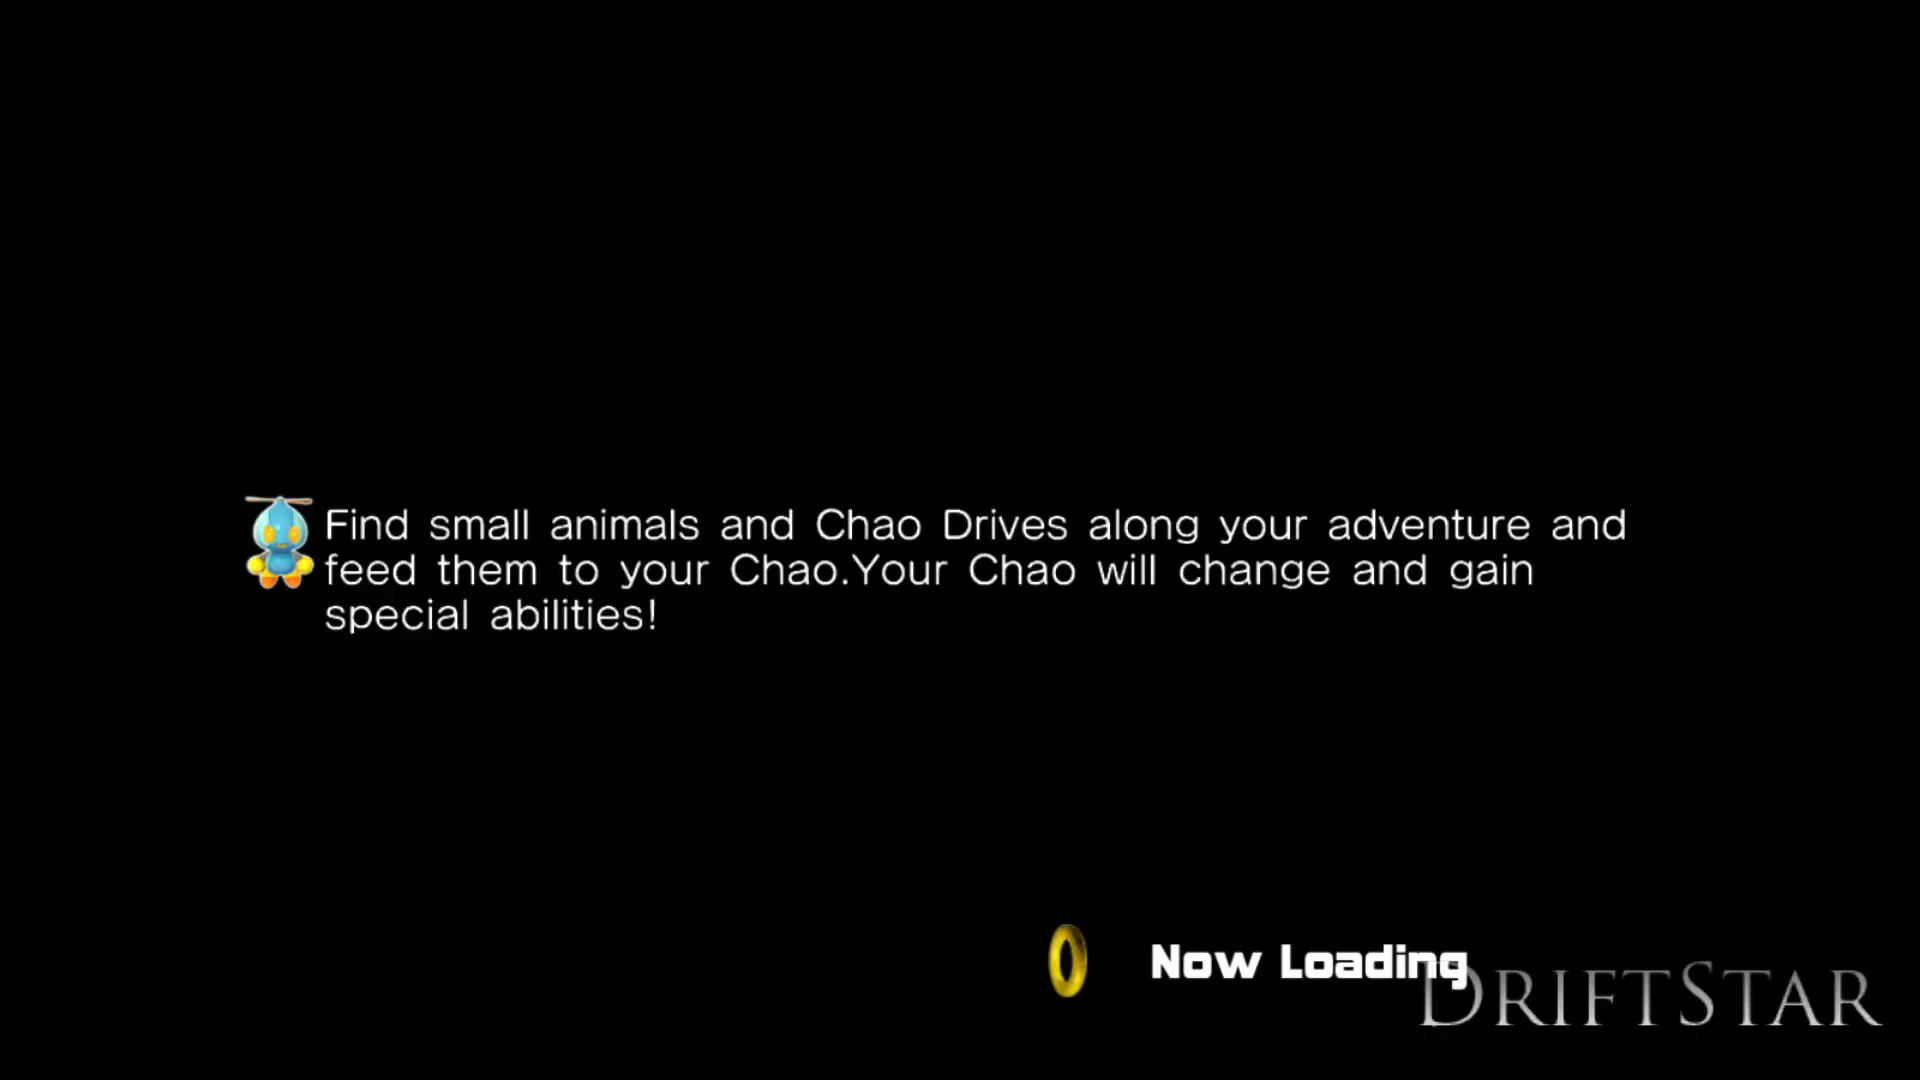 Find small animals and Chao Drives along your adventure and
feed them to your Chao.Your Chao will change and gain
special abilities!
Now Loading
DRIFTSTAR